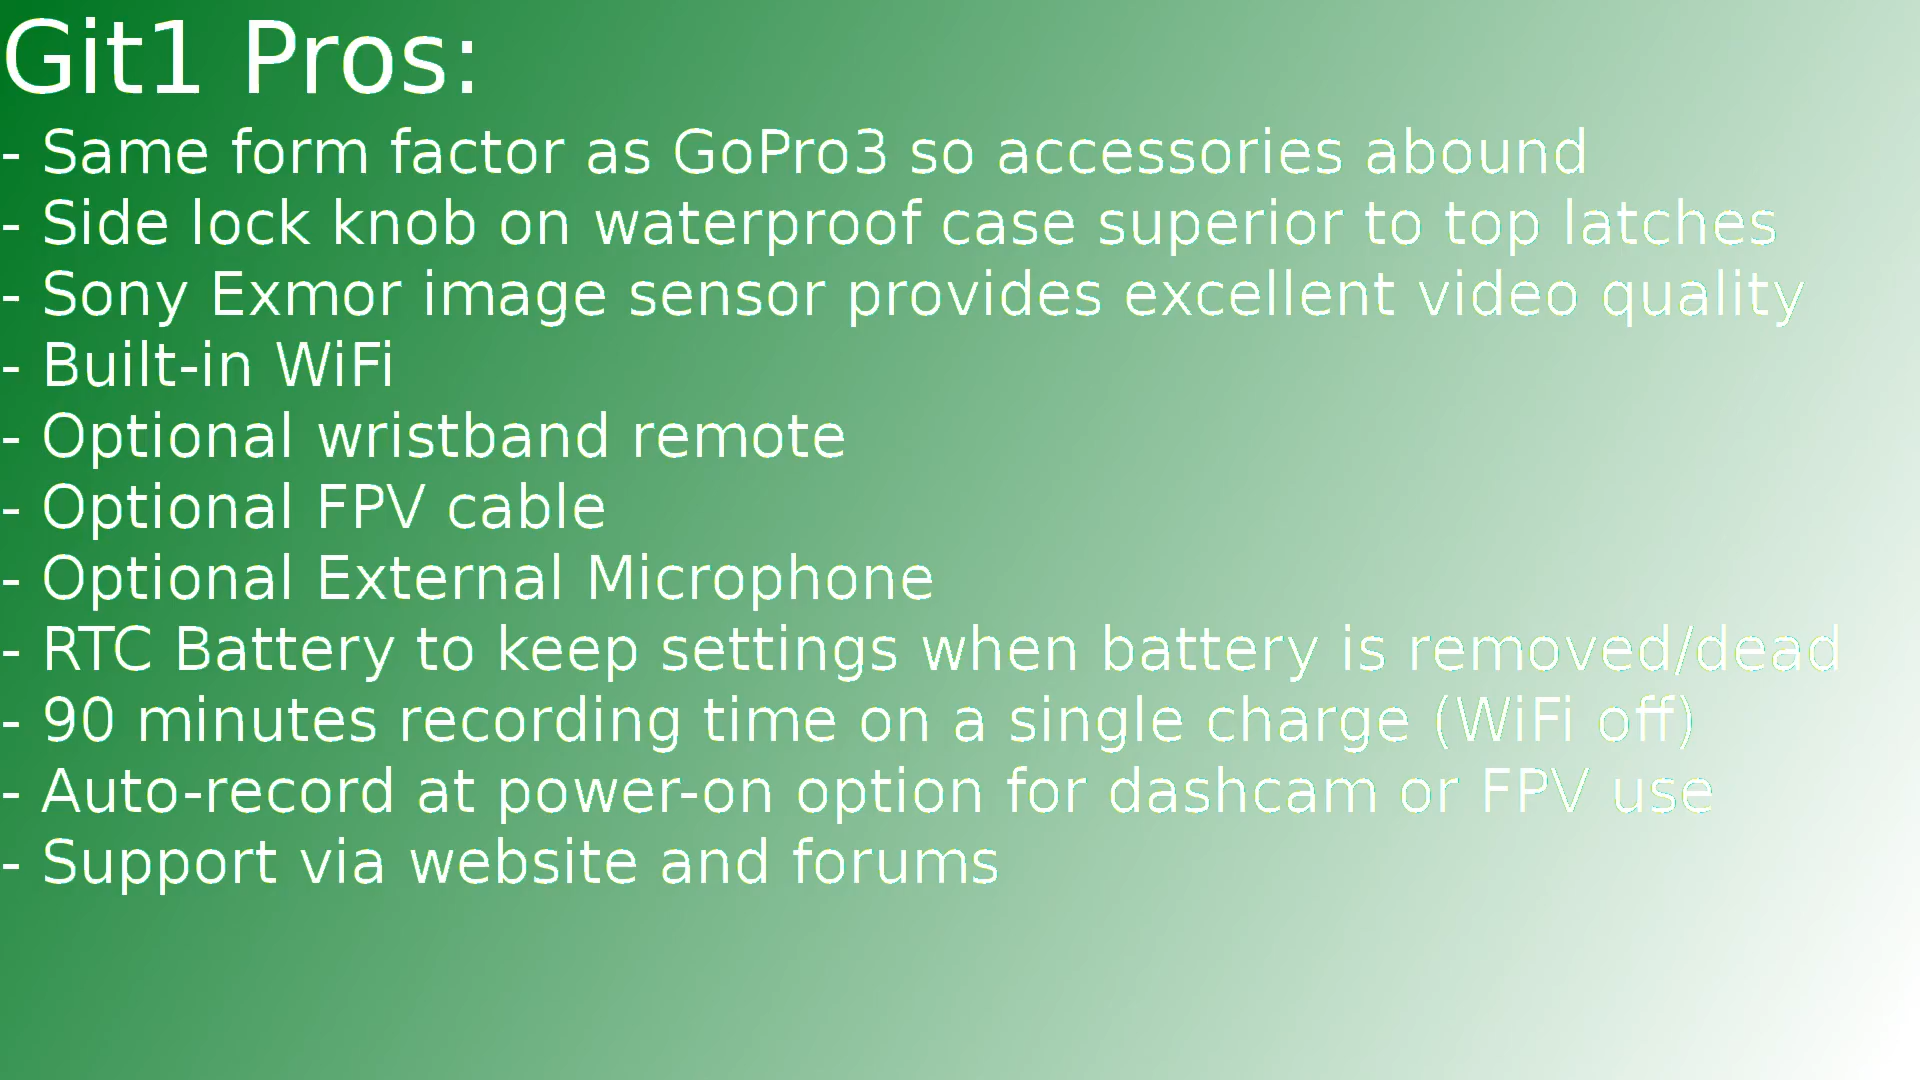 Git1 Pros:
- Same form factor as GoPro3 so accessories abound
- Side lock knob on waterproof case superior to top latches
- Sony Exmor image sensor provides excellent video quality
- Built-in WiFi
- Optional wristband remote
- Optional FPV cable
- Optional External Microphone
- RTC Battery to keep settings when battery is removed/dead
- 90 minutes recording time on a single charge (WiFi off)
- Auto-record at power-on option for dashcam or FPV use
- Support via website and forums